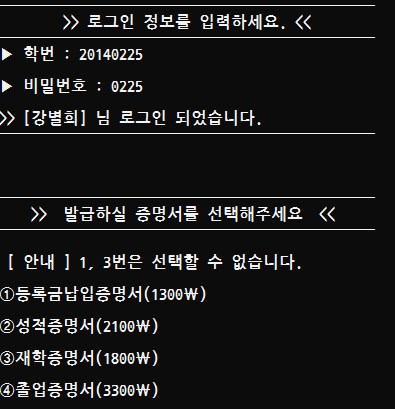 >> 로그인 정보를 입력하세요. <<
▶ 학번 : 20140225
▶ 비밀번호 : 0225
>> [강별희] 님 로그인 되었습니다.
>> 발급하실 증명서를 선택해주세요 <<
[ 안내 ] 1, 3번은 선택할 수 없습니다.
①등록금납입증명서(1300₩)
②성적증명서(2100₩)
③재학증명서(1800₩)
④졸업증명서(3300₩)